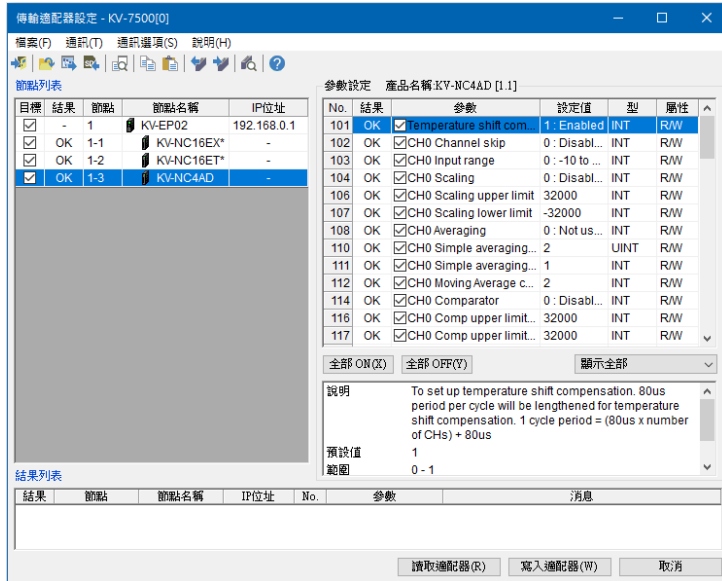 傳輸適配器設定 - KV-7500[0]
檔案(F) 通訊(T) 通訊選項(S) 說明(H)
節點列表
目標 結果 節點 節點名稱 IP位址
- 1 KV-EP02 192.168.0.1
OK 1-1 KV-NC16EX* -
OK 1-2 KV-NC16ET* -
OK 1-3 KV-NC4AD -
參數設定 產品名稱:KV-NC4AD [1.1]
No. 結果 參數 設定值 型 屬性
101 OK Temperature shift com... 1 : Enabled INT R/W
102 OK CH0 Channel skip 0 : Disabl... INT R/W
103 OK CH0 Input range 0 : -10 to ... INT R/W
104 OK CH0 Scaling 0 : Disabl... INT R/W
106 OK CH0 Scaling upper limit 32000 INT R/W
107 OK CH0 Scaling lower limit -32000 INT R/W
108 OK CH0 Averaging 0 : Not us... INT R/W
110 OK CH0 Simple averaging... 2 UINT R/W
111 OK CH0 Simple averaging... 1 INT R/W
112 OK CH0 Moving Average c... 2 INT R/W
114 OK CH0 Comparator 0 : Disabl... INT R/W
116 OK CH0 Comp upper limit... 32000 INT R/W
117 OK CH0 Comp upper limit... 32000 INT R/W
全部 ON(X) 全部 OFF(Y) 顯示全部
說明 To set up temperature shift compensation. 80us
period per cycle will be lengthened for temperature
shift compensation. 1 cycle period = (80us x number
of CHs) + 80us
預設值 1
範圍 0 - 1
結果列表
結果 節點 節點名稱 IP位址 No. 參數 消息
讀取適配器(R) 寫入適配器(W) 取消